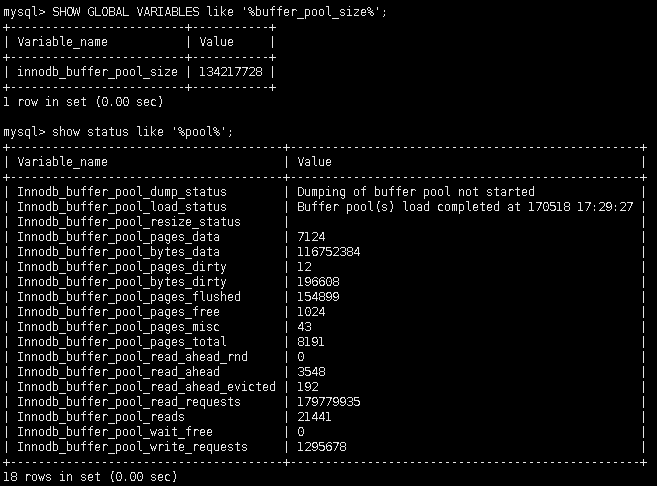 mysql> SHOW GLOBAL VARIABLES like '%buffer_pool_size%';
+-------------------------+-----------+
| Variable_name           | Value     |
+-------------------------+-----------+
| innodb_buffer_pool_size | 134217728 |
+-------------------------+-----------+
1 row in set (0.00 sec)
mysql> show status like '%pool%';
+---------------------------------------+--------------------------------------------------+
| Variable_name                         | Value                                            |
+---------------------------------------+--------------------------------------------------+
| Innodb_buffer_pool_dump_status        | Dumping of buffer pool not started               |
| Innodb_buffer_pool_load_status        | Buffer pool(s) load completed at 170518 17:29:27 |
| Innodb_buffer_pool_resize_status      |                                                  |
| Innodb_buffer_pool_pages_data         | 7124                                             |
| Innodb_buffer_pool_bytes_data         | 116752384                                        |
| Innodb_buffer_pool_pages_dirty        | 12                                               |
| Innodb_buffer_pool_bytes_dirty        | 196608                                           |
| Innodb_buffer_pool_pages_flushed      | 154899                                           |
| Innodb_buffer_pool_pages_free         | 1024                                             |
| Innodb_buffer_pool_pages_misc         | 43                                               |
| Innodb_buffer_pool_pages_total        | 8191                                             |
| Innodb_buffer_pool_read_ahead_rnd     | 0                                                |
| Innodb_buffer_pool_read_ahead         | 3548                                             |
| Innodb_buffer_pool_read_ahead_evicted | 192                                              |
| Innodb_buffer_pool_read_requests      | 179779935                                        |
| Innodb_buffer_pool_reads              | 21441                                            |
| Innodb_buffer_pool_wait_free          | 0                                                |
| Innodb_buffer_pool_write_requests     | 1295678                                          |
+---------------------------------------+--------------------------------------------------+
18 rows in set (0.00 sec)